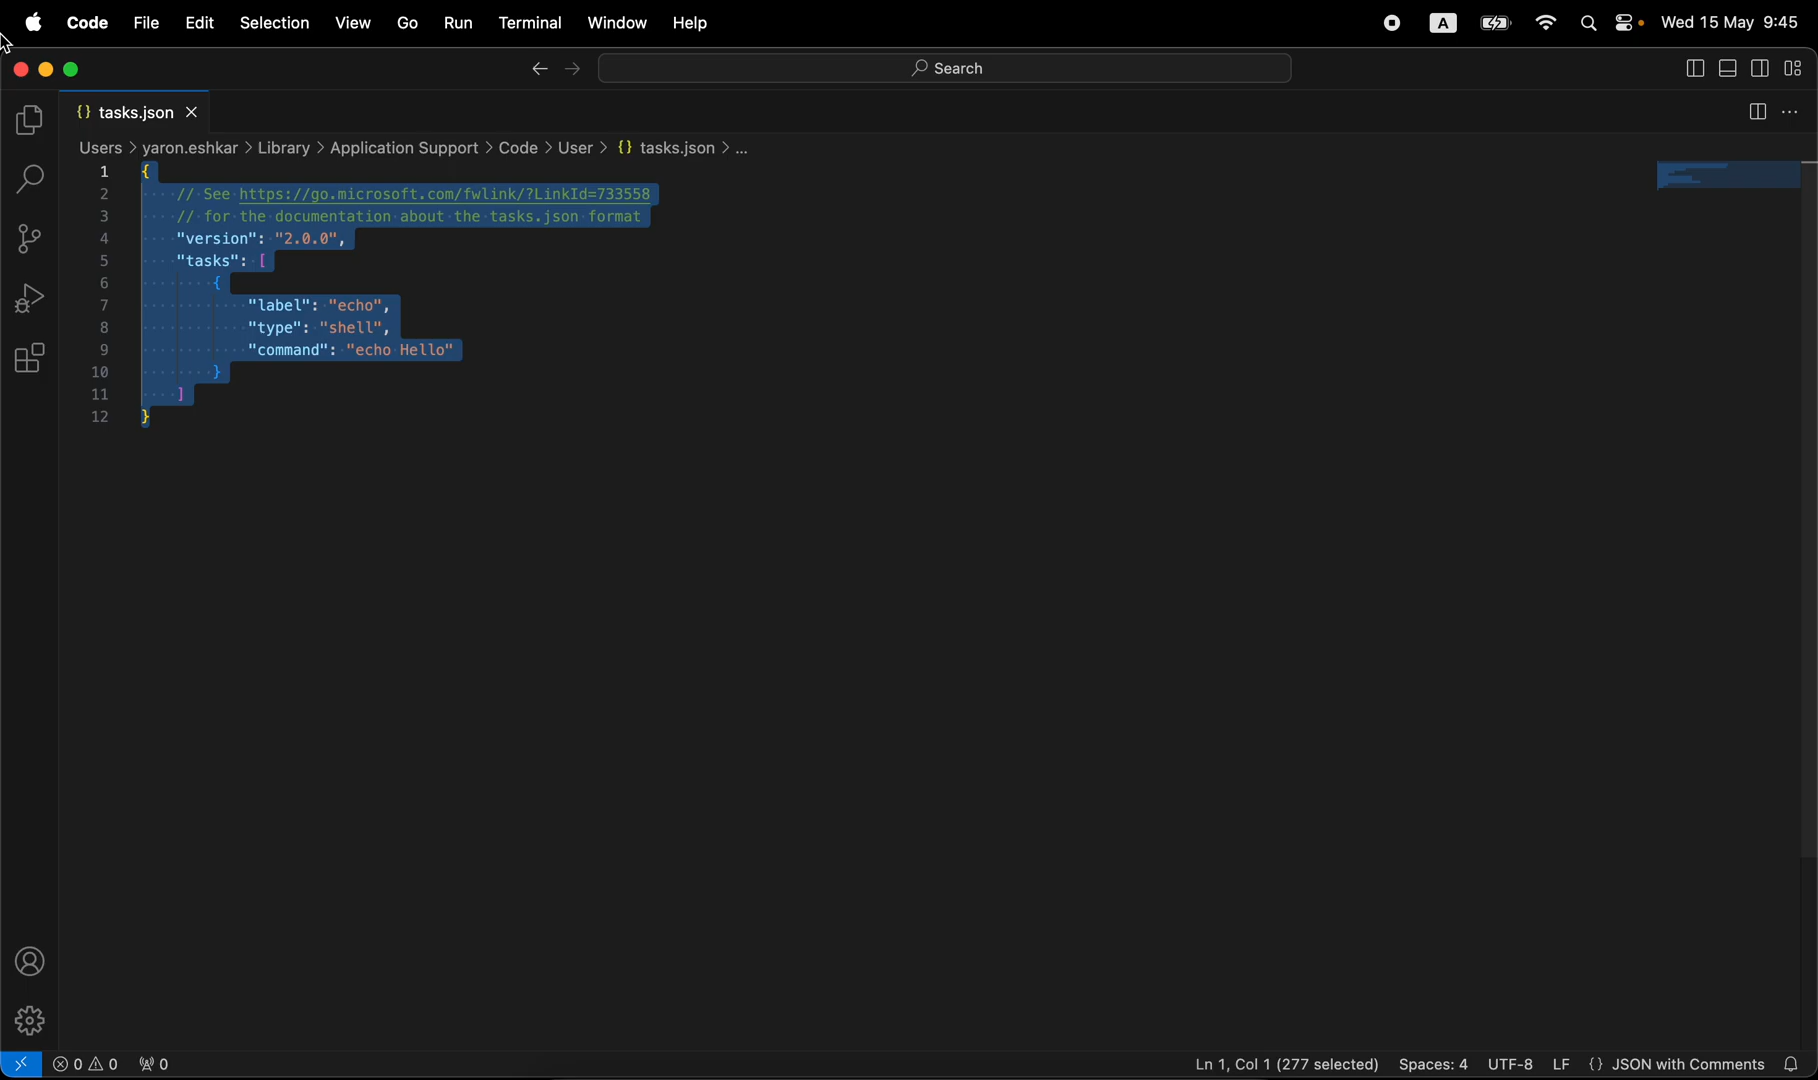 Code File Edit Selection View Go Run Terminal Window Help A Wed 15 May 9:45
Search
{} tasks.json
Users > yaron.eshkar > Library > Application Support > Code > User > {} tasks.json > ...
1 {
2 // See https://go.microsoft.com/fwlink/?LinkId=733558
3 // for the documentation about the tasks.json format
4 "version": "2.0.0",
5 "tasks": [
6 {
7 "label": "echo",
8 "type": "shell",
9 "command": "echo Hello"
10 }
11 ]
12 }
0 0 0 Ln 1, Col 1 (277 selected) Spaces: 4 UTF-8 LF {} JSON with Comments